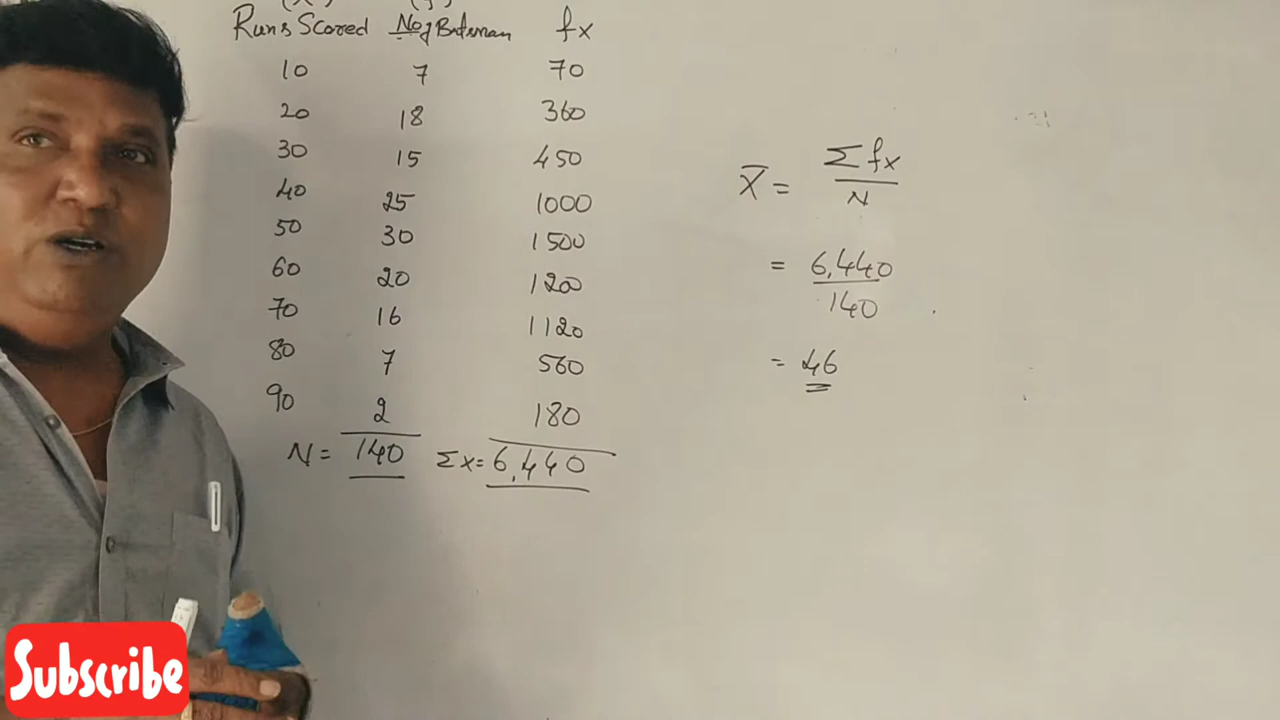 (x) (f)
Runs Scored No of Batsman fx
10 7 70
20 18 360
30 15 450
40 25 1000
50 30 1500
60 20 1200
70 16 1120
80 7 560
90 2 180
N = 140 Σx = 6,440
X̅ = Σfx / N
= 6,440 / 140
= 46
Subscribe